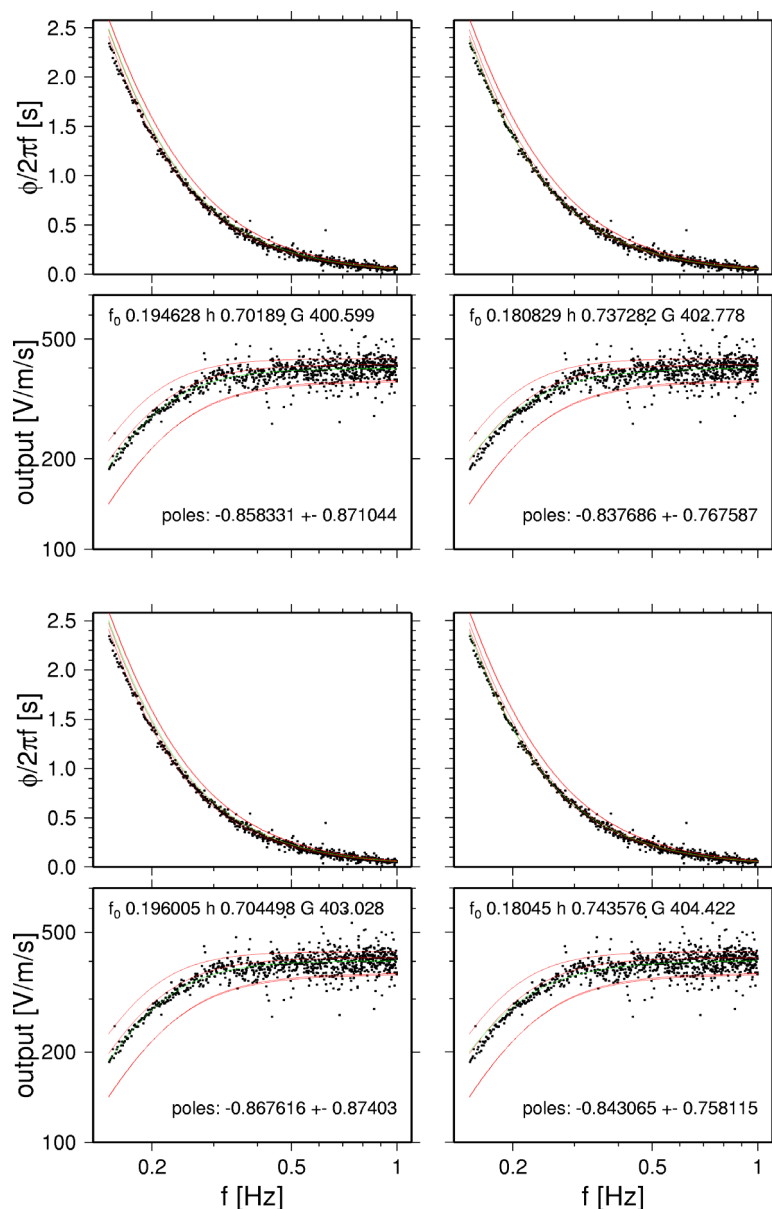 2.5
2.0
1.5
1.0
0.5
0.0
ϕ/2πf [s]
500
200
100
output [V/m/s]
f0 0.194628 h 0.70189 G 400.599
poles: -0.858331 +- 0.871044
f0 0.180829 h 0.737282 G 402.778
poles: -0.837686 +- 0.767587
2.5
2.0
1.5
1.0
0.5
0.0
ϕ/2πf [s]
500
200
100
output [V/m/s]
f0 0.196005 h 0.704498 G 403.028
poles: -0.867616 +- 0.87403
f0 0.18045 h 0.743576 G 404.422
poles: -0.843065 +- 0.758115
0.2 0.5 1
0.2 0.5 1
f [Hz]
f [Hz]